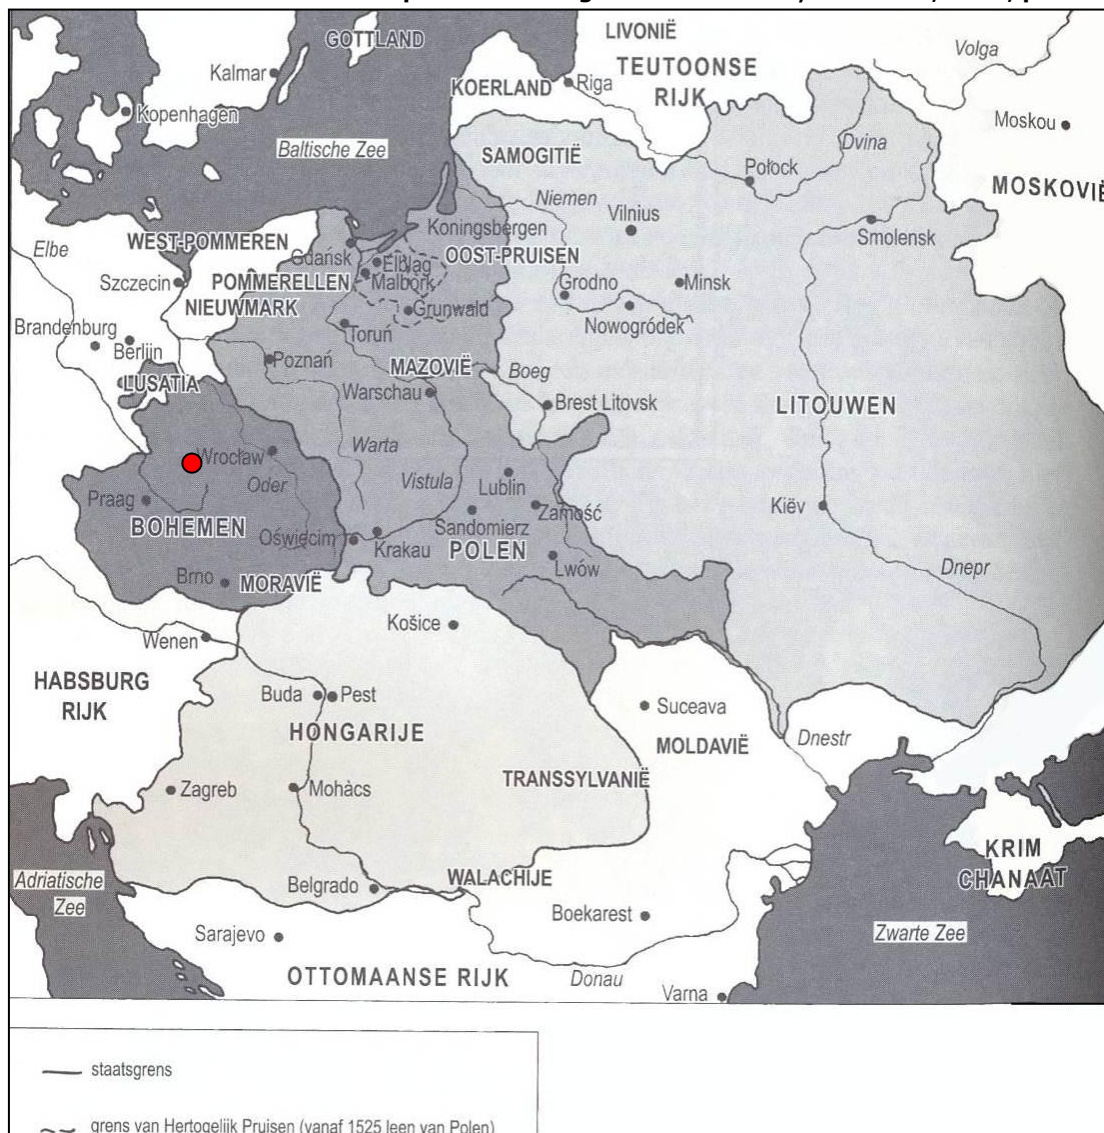 GOTTLAND
LIVONIË
Volga
Kalmar
KOERLAND
Riga
TEUTOONSE
RIJK
Kopenhagen
Moskou
Baltische Zee
SAMOGITIË
Dvina
Połock
MOSKOVIË
Niemen
Vilnius
Koningsbergen
Smolensk
Elbe
WEST-POMMEREN
Gdańsk
OOST-PRUISEN
Elbląg
Szczecin
POMMERELLEN
Malbork
Grodno
Minsk
NIEUWMARK
Grunwald
Nowogródek
Brandenburg
Toruń
Berlijn
Poznań
MAZOVIË
Boeg
LUSATIA
Warschau
Brest Litovsk
LITOUWEN
Warta
Wrocław
Oder
Vistula
Lublin
Praag
Kiëv
Zamość
BOHEMEN
Sandomierz
Oświęcim
Krakau
POLEN
Lwów
Dnepr
Brno
MORAVIË
Košice
Wenen
HABSBURG
RIJK
Buda
Pest
Suceava
HONGARIJE
MOLDAVIË
Dnestr
TRANSSYLVANIË
Zagreb
Mohàcs
KRIM
CHANAAT
Adriatische
Zee
Belgrado
WALACHIJE
Boekarest
Sarajevo
Zwarte Zee
OTTOMAANSE RIJK
Donau
Varna
staatsgrens
grens van Hertogelijk Pruisen (vanaf 1525 leen van Polen)